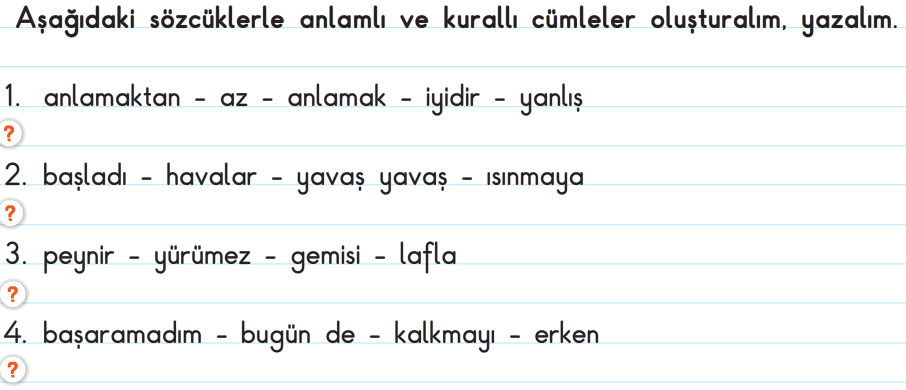 Aşağıdaki sözcüklerle anlamlı ve kurallı cümleler oluşturalım, yazalım.
1. anlamaktan - az - anlamak - iyidir - yanlış
?
2. başladı - havalar - yavaş yavaş - ısınmaya
?
3. peynir - yürümez - gemisi - lafla
?
4. başaramadım - bugün de - kalkmayı - erken
?